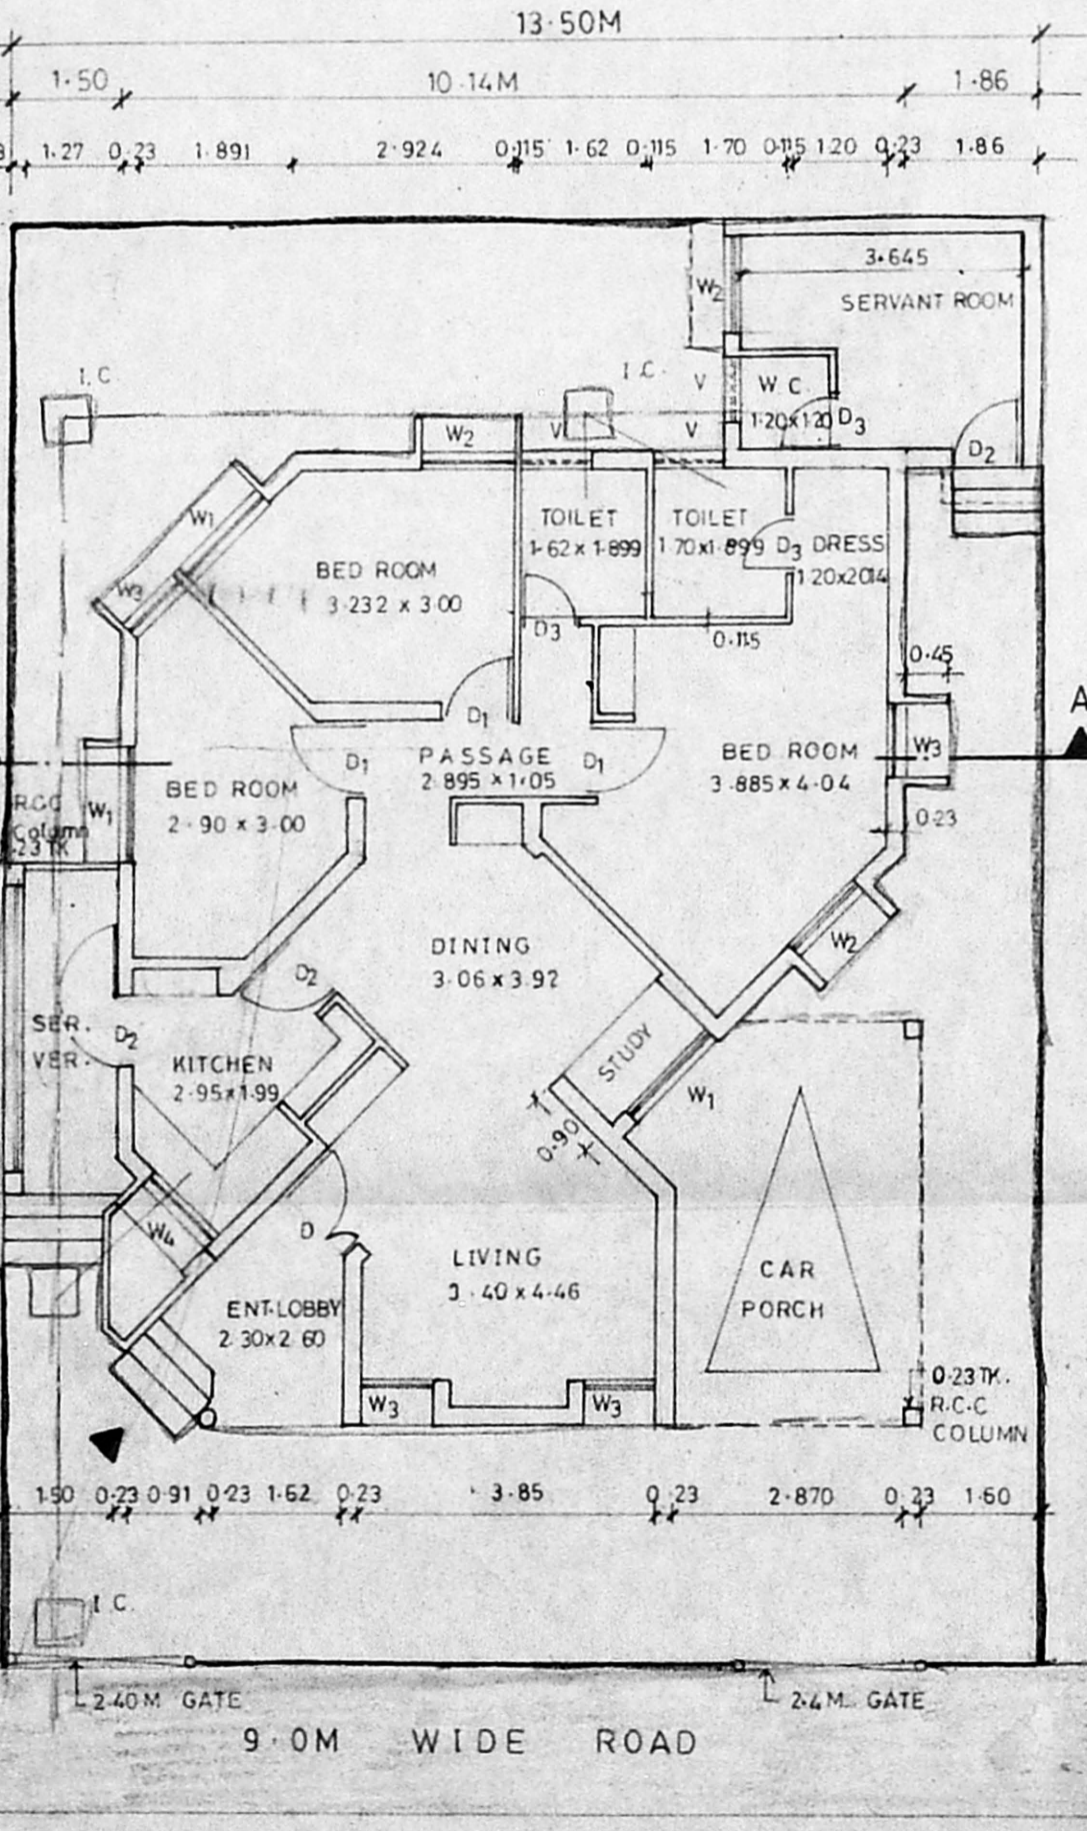 13.50M
1.50 10.14M 1.86
1.27 0.23 1.891 2.924 0.115 1.62 0.115 1.70 0.115 1.20 0.23 1.86
3.645
W2
SERVANT ROOM
I.C.
I.C.
V
W C.
1.20x1.20 D3
W2
V
V
D2
W1
TOILET
1.62 x 1.899
TOILET
1.70x1.899
D3
DRESS
1.20x2.014
BED ROOM
3.232 x 3.00
W3
D3
0.115
0.45
D1
A
PASSAGE
2.895 x 1.05
D1
D1
BED ROOM
3.885 x 4.04
W3
BED ROOM
2.90 x 3.00
R.C.C
Column
.23 TK
W1
0.23
DINING
3.06 x 3.92
W2
D2
SER.
VER.
D2
KITCHEN
2.95x1.99
STUDY
W1
0.90
W4
D
LIVING
3.40 x 4.46
CAR
PORCH
ENT.LOBBY
2.30x2.60
0.23TK.
R.C.C
COLUMN
W3
W3
1.50 0.23 0.91 0.23 1.62 0.23 3.85 0.23 2.870 0.23 1.60
I.C.
2.40M GATE
2.4M GATE
9.0M WIDE ROAD